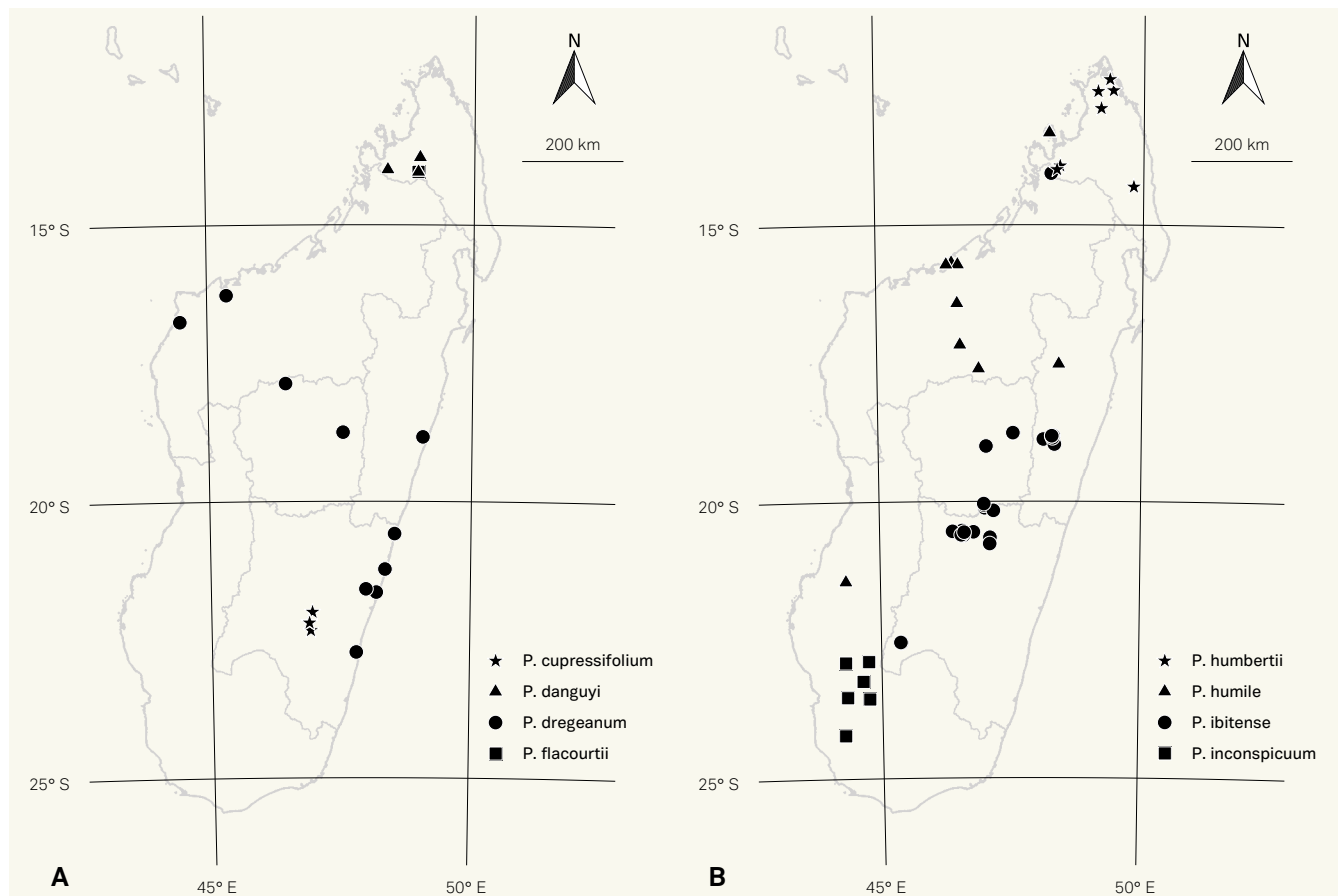 N
200 km
15° S
20° S
25° S
P. cupressifolium
P. danguyi
P. dregeanum
P. flacourtii
A
45° E
50° E
N
200 km
15° S
20° S
25° S
P. humbertii
P. humile
P. ibitense
P. inconspicuum
B
45° E
50° E